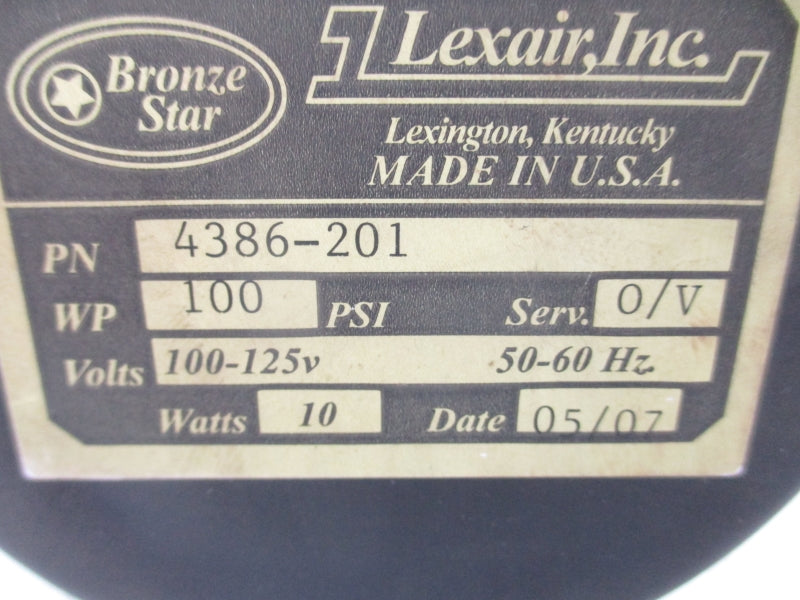 Bronze
Star
Lexair, Inc.
Lexington, Kentucky
MADE IN U.S.A.
PN 4386-201
WP 100 PSI Serv. O/V
Volts 100-125v 50-60 Hz.
Watts 10 Date 05/07